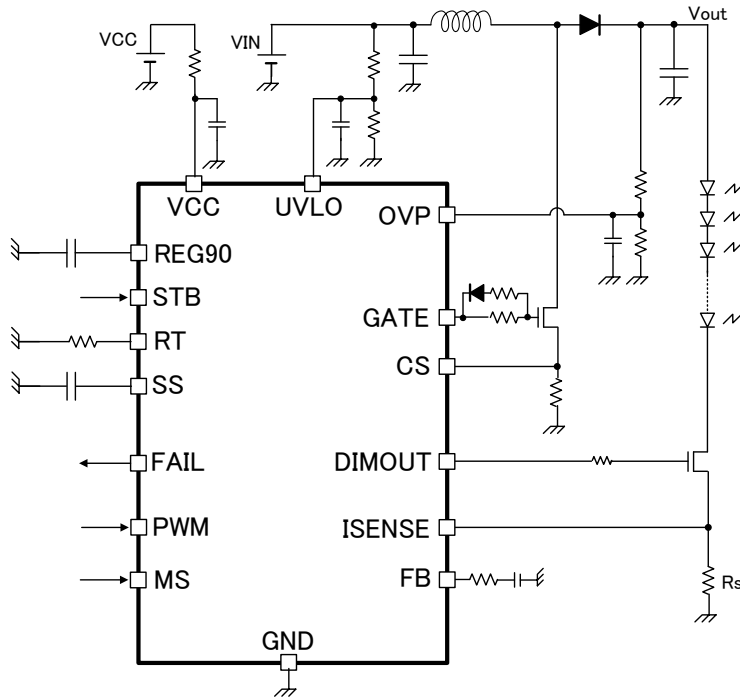 Vout
VCC
VIN
VCC
UVLO
OVP
REG90
STB
GATE
RT
CS
SS
FAIL
DIMOUT
PWM
ISENSE
MS
FB
Rs
GND